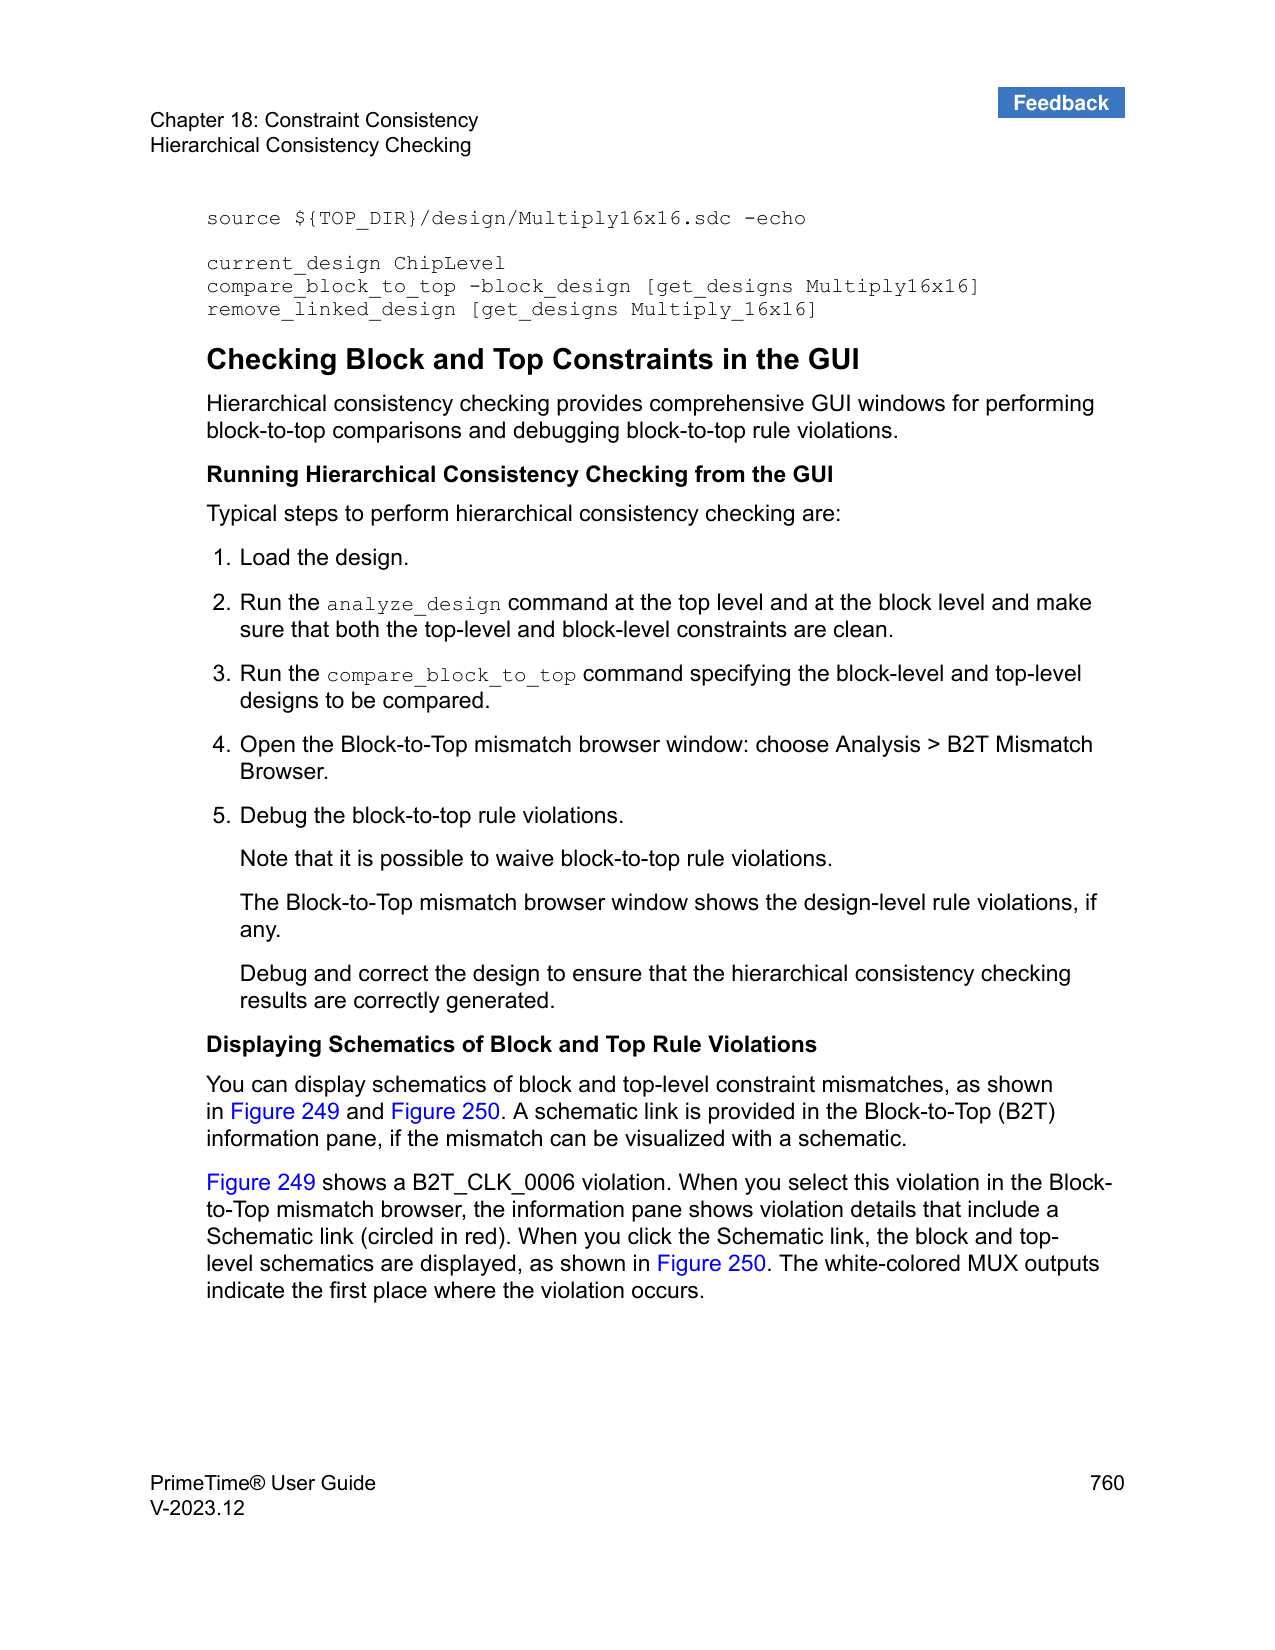 Feedback
Chapter 18: Constraint Consistency
Hierarchical Consistency Checking
source ${TOP_DIR}/design/Multiply16x16.sdc -echo
current_design ChipLevel
compare_block_to_top -block_design [get_designs Multiply16x16]
remove_linked_design [get_designs Multiply_16x16]
Checking Block and Top Constraints in the GUI
Hierarchical consistency checking provides comprehensive GUI windows for performing
block-to-top comparisons and debugging block-to-top rule violations.
Running Hierarchical Consistency Checking from the GUI
Typical steps to perform hierarchical consistency checking are:
1. Load the design.
2. Run the analyze_design command at the top level and at the block level and make
sure that both the top-level and block-level constraints are clean.
3. Run the compare_block_to_top command specifying the block-level and top-level
designs to be compared.
4. Open the Block-to-Top mismatch browser window: choose Analysis > B2T Mismatch
Browser.
5. Debug the block-to-top rule violations.
Note that it is possible to waive block-to-top rule violations.
The Block-to-Top mismatch browser window shows the design-level rule violations, if
any.
Debug and correct the design to ensure that the hierarchical consistency checking
results are correctly generated.
Displaying Schematics of Block and Top Rule Violations
You can display schematics of block and top-level constraint mismatches, as shown
in Figure 249 and Figure 250. A schematic link is provided in the Block-to-Top (B2T)
information pane, if the mismatch can be visualized with a schematic.
Figure 249 shows a B2T_CLK_0006 violation. When you select this violation in the Block-
to-Top mismatch browser, the information pane shows violation details that include a
Schematic link (circled in red). When you click the Schematic link, the block and top-
level schematics are displayed, as shown in Figure 250. The white-colored MUX outputs
indicate the first place where the violation occurs.
PrimeTime® User Guide
760
V-2023.12